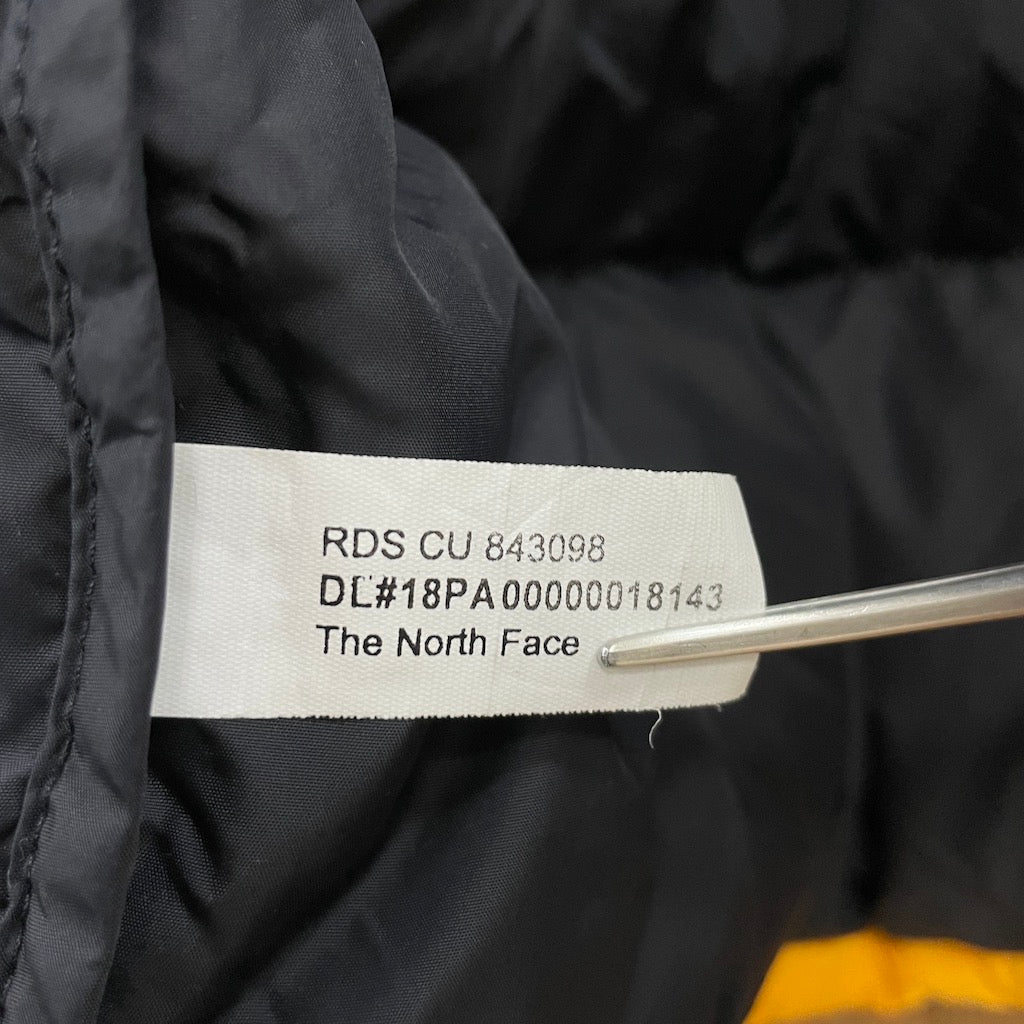 RDS CU 843098
DL#18PA00000018143
The North Face